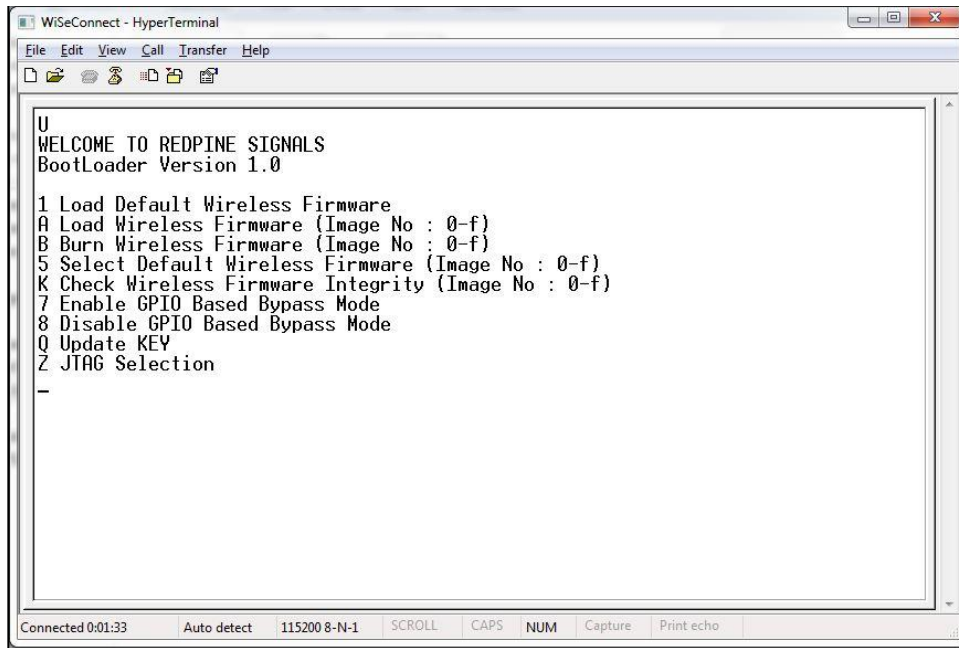 WiSeConnect - HyperTerminal
File Edit View Call Transfer Help
U
WELCOME TO REDPINE SIGNALS
BootLoader Version 1.0
1 Load Default Wireless Firmware
A Load Wireless Firmware (Image No : 0-f)
B Burn Wireless Firmware (Image No : 0-f)
5 Select Default Wireless Firmware (Image No : 0-f)
K Check Wireless Firmware Integrity (Image No : 0-f)
7 Enable GPIO Based Bypass Mode
8 Disable GPIO Based Bypass Mode
Q Update KEY
Z JTAG Selection
_
Connected 0:01:33 Auto detect 115200 8-N-1 SCROLL CAPS NUM Capture Print echo